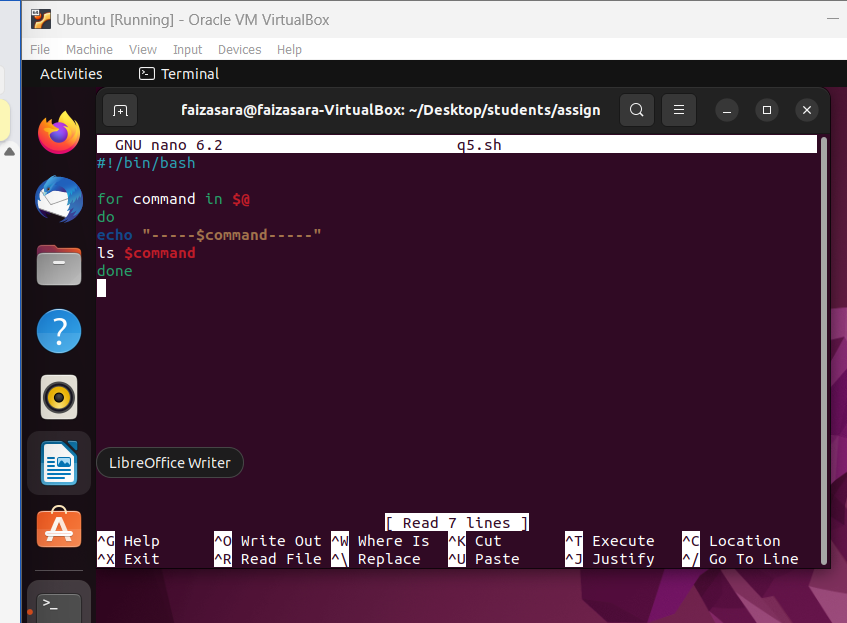 Ubuntu [Running] - Oracle VM VirtualBox
File Machine View Input Devices Help
Activities Terminal
faizasara@faizasara-VirtualBox: ~/Desktop/students/assign
GNU nano 6.2 q5.sh
#!/bin/bash
for command in $@
do
echo "-----$command-----"
ls $command
done
LibreOffice Writer
[ Read 7 lines ]
^G Help ^O Write Out ^W Where Is ^K Cut ^T Execute ^C Location
^X Exit ^R Read File ^\ Replace ^U Paste ^J Justify ^/ Go To Line